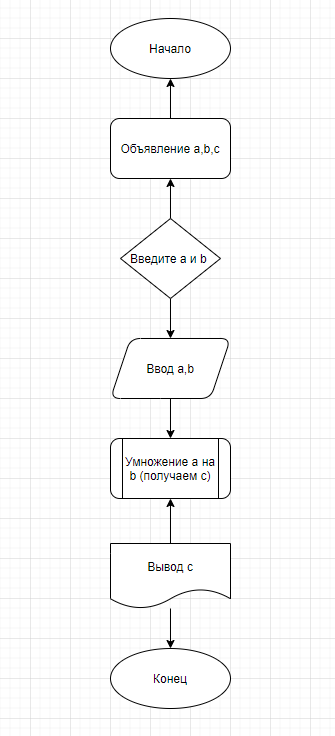 Начало
Объявление a,b,c
Введите a и b
Ввод a,b
Умножение a на
b (получаем c)
Вывод c
Конец